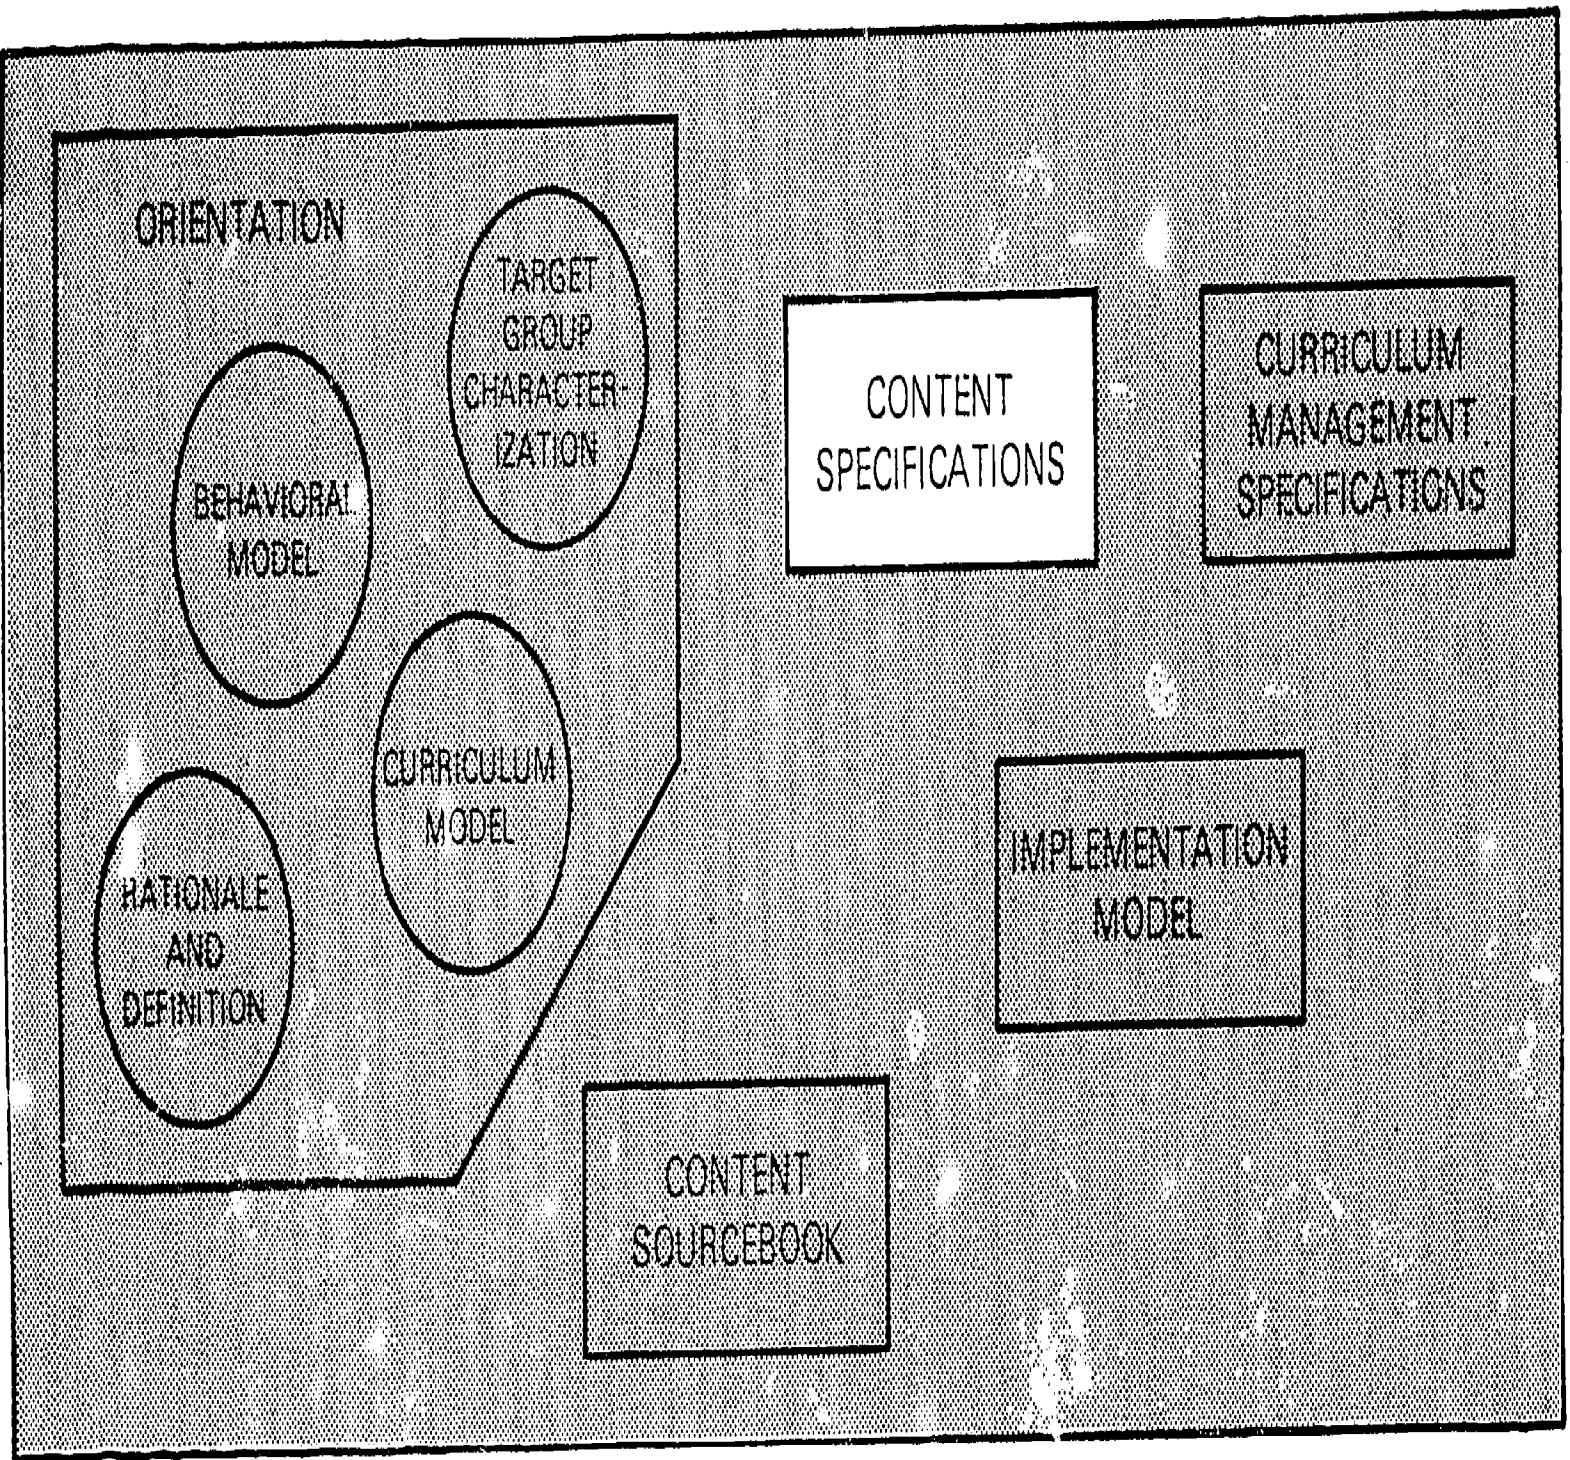 ORIENTATION
TARGET
GROUP
CHARACTER-
IZATION
BEHAVIORAL
MODEL
CURRICULUM
MODEL
RATIONALE
AND
DEFINITION
CONTENT
SPECIFICATIONS
CURRICULUM
MANAGEMENT
SPECIFICATIONS
IMPLEMENTATION
MODEL
CONTENT
SOURCEBOOK